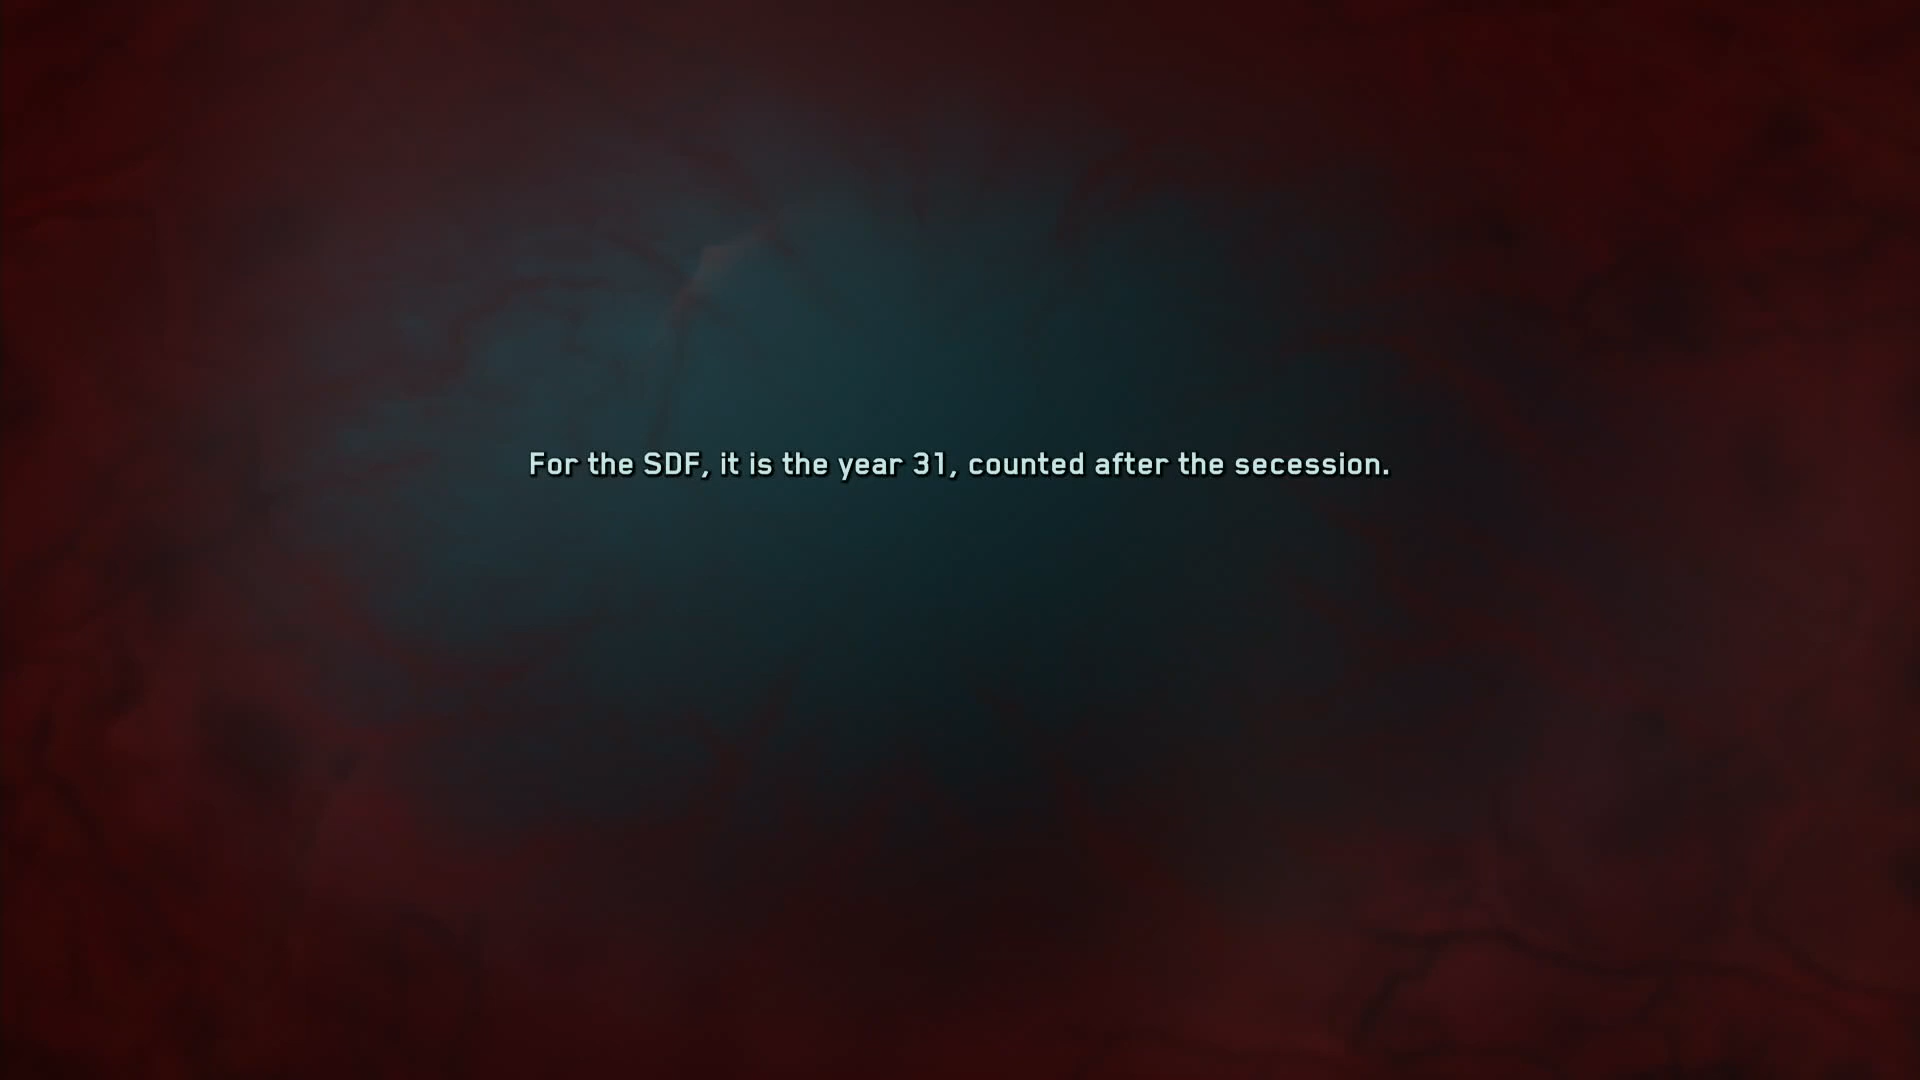 For the SDF, it is the year 31, counted after the secession.